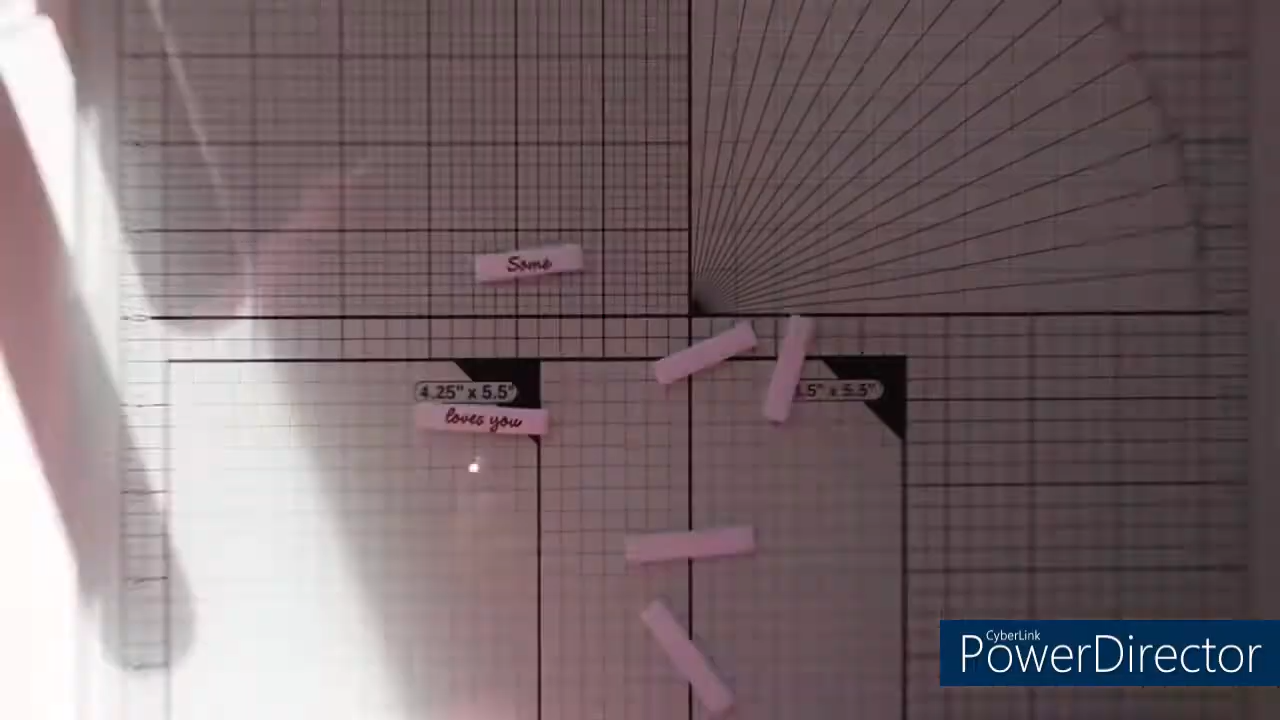 Some
4.25" x 5.5"
.5" x 5.5"
loves you
CyberLink
PowerDirector